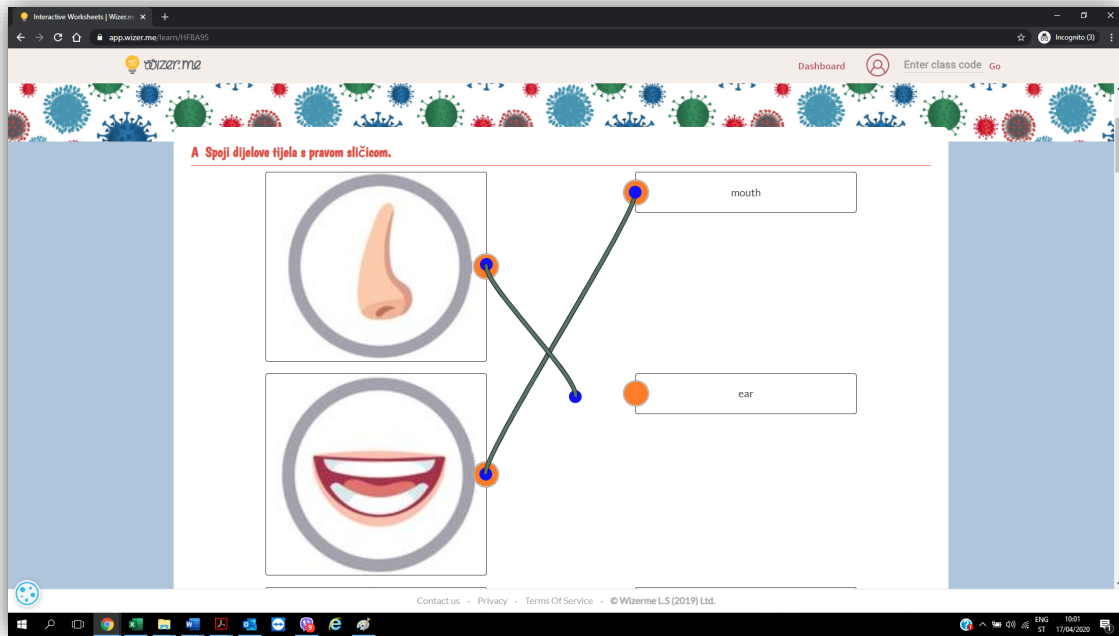 Interactive Worksheets | Wizer.m
app.wizer.me/learn/HFBA95
Incognito (3)
wizer.me
Dashboard
Enter class code Go
A Spoji dijelove tijela s pravom sličicom.
mouth
ear
Contact us - Privacy - Terms Of Service - © Wizerme L.S (2019) Ltd.
ENG 10:01
ST 17/04/2020